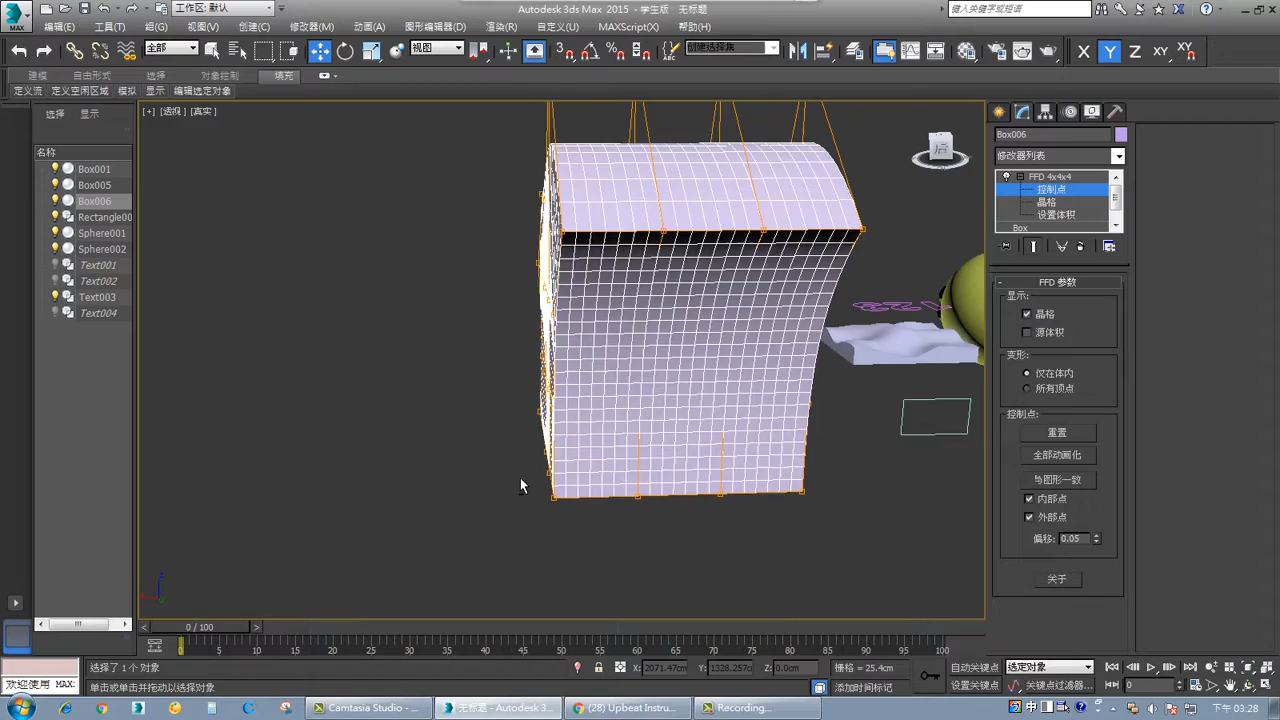 工作区: 默认
Autodesk 3ds Max 2015 - 学生版 无标题
键入关键字或短语
MAX
编辑(E) 工具(T) 组(G) 视图(V) 创建(C) 修改器(M) 动画(A) 图形编辑器(D) 渲染(R) 自定义(U) MAXScript(X) 帮助(H)
全部 视图 创建选择集 X Y Z XY
建模 自由形式 选择 对象绘制 填充
定义流 定义空闲区域 模拟 显示 编辑选定对象
选择 显示
[+] [透视] [真实]
名称
Box001
Box005
Box006
Rectangle00
Sphere001
Sphere002
Text001
Text002
Text003
Text004
后
Box006
修改器列表
FFD 4x4x4
控制点
晶格
设置体积
Box
FFD 参数
显示:
晶格
源体积
变形:
仅在体内
所有顶点
控制点:
重置
全部动画化
与图形一致
内部点
外部点
偏移: 0.05
关于
0 / 100
0 5 10 15 20 25 30 35 40 45 50 55 60 65 70 75 80 85 90 95 100
选择了 1 个对象 X: 2071.47cm Y: 1328.257c Z: 0.0cm 栅格 = 25.4cm 自动关键点 选定对象
欢迎使用 MAX 单击或单击并拖动以选择对象 添加时间标记 设置关键点 关键点过滤器... 0
Camtasia Studio - ... 无标题 - Autodesk 3... (28) Upbeat Instru... Recording... 下午 03:28